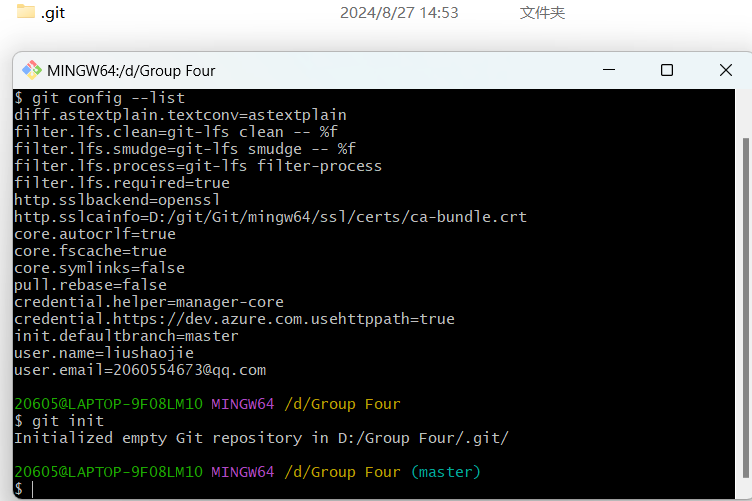 .git 2024/8/27 14:53 文件夹
MINGW64:/d/Group Four
$ git config --list
diff.astextplain.textconv=astextplain
filter.lfs.clean=git-lfs clean -- %f
filter.lfs.smudge=git-lfs smudge -- %f
filter.lfs.process=git-lfs filter-process
filter.lfs.required=true
http.sslbackend=openssl
http.sslcainfo=D:/git/Git/mingw64/ssl/certs/ca-bundle.crt
core.autocrlf=true
core.fscache=true
core.symlinks=false
pull.rebase=false
credential.helper=manager-core
credential.https://dev.azure.com.usehttppath=true
init.defaultbranch=master
user.name=liushaojie
user.email=2060554673@qq.com
20605@LAPTOP-9F08LM10 MINGW64 /d/Group Four
$ git init
Initialized empty Git repository in D:/Group Four/.git/
20605@LAPTOP-9F08LM10 MINGW64 /d/Group Four (master)
$